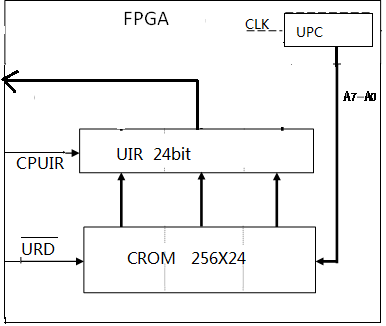 FPGA
CLK
UPC
A7-A0
UIR 24bit
CPUIR
URD
CROM 256X24